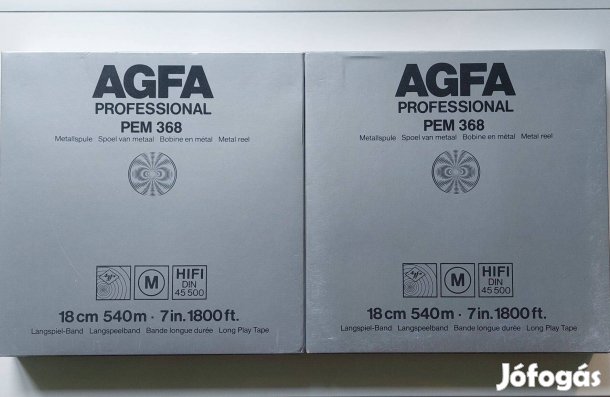 AGFA
PROFESSIONAL
PEM 368
Metallspule Spoel van metaal Bobine en métal Metal reel
Agfa
M
HIFI
DIN
45 500
18 cm 540 m · 7 in. 1800 ft.
Langspiel-Band Langspeelband Bande longue durée Long Play Tape
AGFA
PROFESSIONAL
PEM 368
Metallspule Spoel van metaal Bobine en métal Metal reel
Agfa
M
HIFI
DIN
45 500
18 cm 540 m · 7 in. 1800 ft.
Langspiel-Band Langspeelband Bande longue durée Long Play Tape
Jófogás